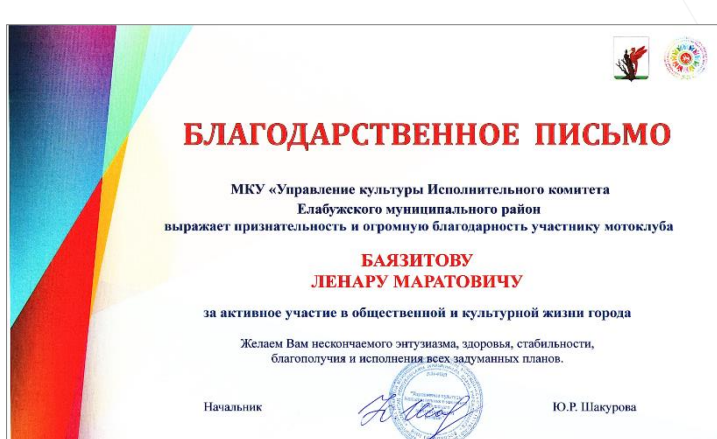 БЛАГОДАРСТВЕННОЕ ПИСЬМО
МКУ «Управление культуры Исполнительного комитета
Елабужского муниципального район
выражает признательность и огромную благодарность участнику мотоклуба
БАЯЗИТОВУ
ЛЕНАРУ МАРАТОВИЧУ
за активное участие в общественной и культурной жизни города
Желаем Вам нескончаемого энтузиазма, здоровья, стабильности,
благополучия и исполнения всех задуманных планов.
Начальник Ю.Р. Шакурова